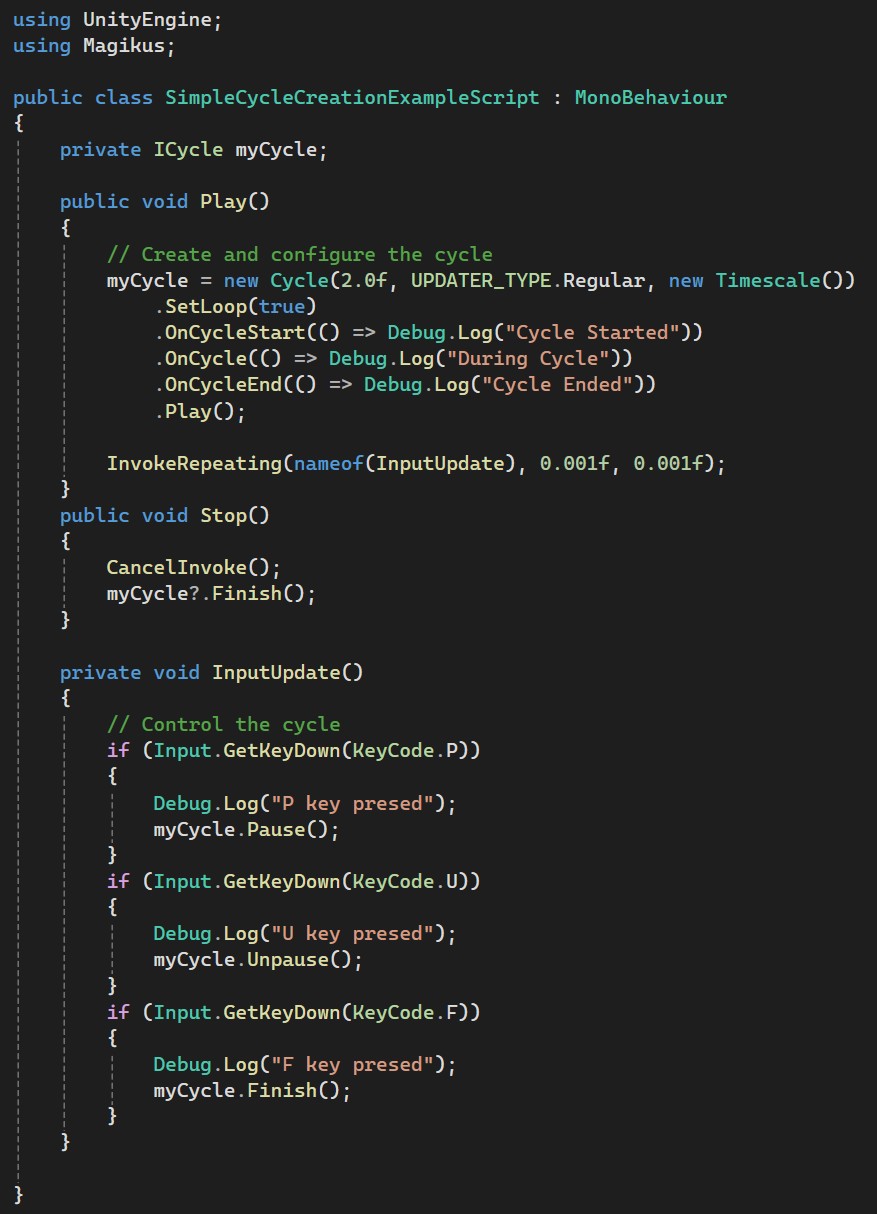 using UnityEngine;
using Magikus;

public class SimpleCycleCreationExampleScript : MonoBehaviour
{
    private ICycle myCycle;

    public void Play()
    {
        // Create and configure the cycle
        myCycle = new Cycle(2.0f, UPDATER_TYPE.Regular, new Timescale())
            .SetLoop(true)
            .OnCycleStart(() => Debug.Log("Cycle Started"))
            .OnCycle(() => Debug.Log("During Cycle"))
            .OnCycleEnd(() => Debug.Log("Cycle Ended"))
            .Play();

        InvokeRepeating(nameof(InputUpdate), 0.001f, 0.001f);
    }
    public void Stop()
    {
        CancelInvoke();
        myCycle?.Finish();
    }

    private void InputUpdate()
    {
        // Control the cycle
        if (Input.GetKeyDown(KeyCode.P))
        {
            Debug.Log("P key presed");
            myCycle.Pause();
        }
        if (Input.GetKeyDown(KeyCode.U))
        {
            Debug.Log("U key presed");
            myCycle.Unpause();
        }
        if (Input.GetKeyDown(KeyCode.F))
        {
            Debug.Log("F key presed");
            myCycle.Finish();
        }
    }

}